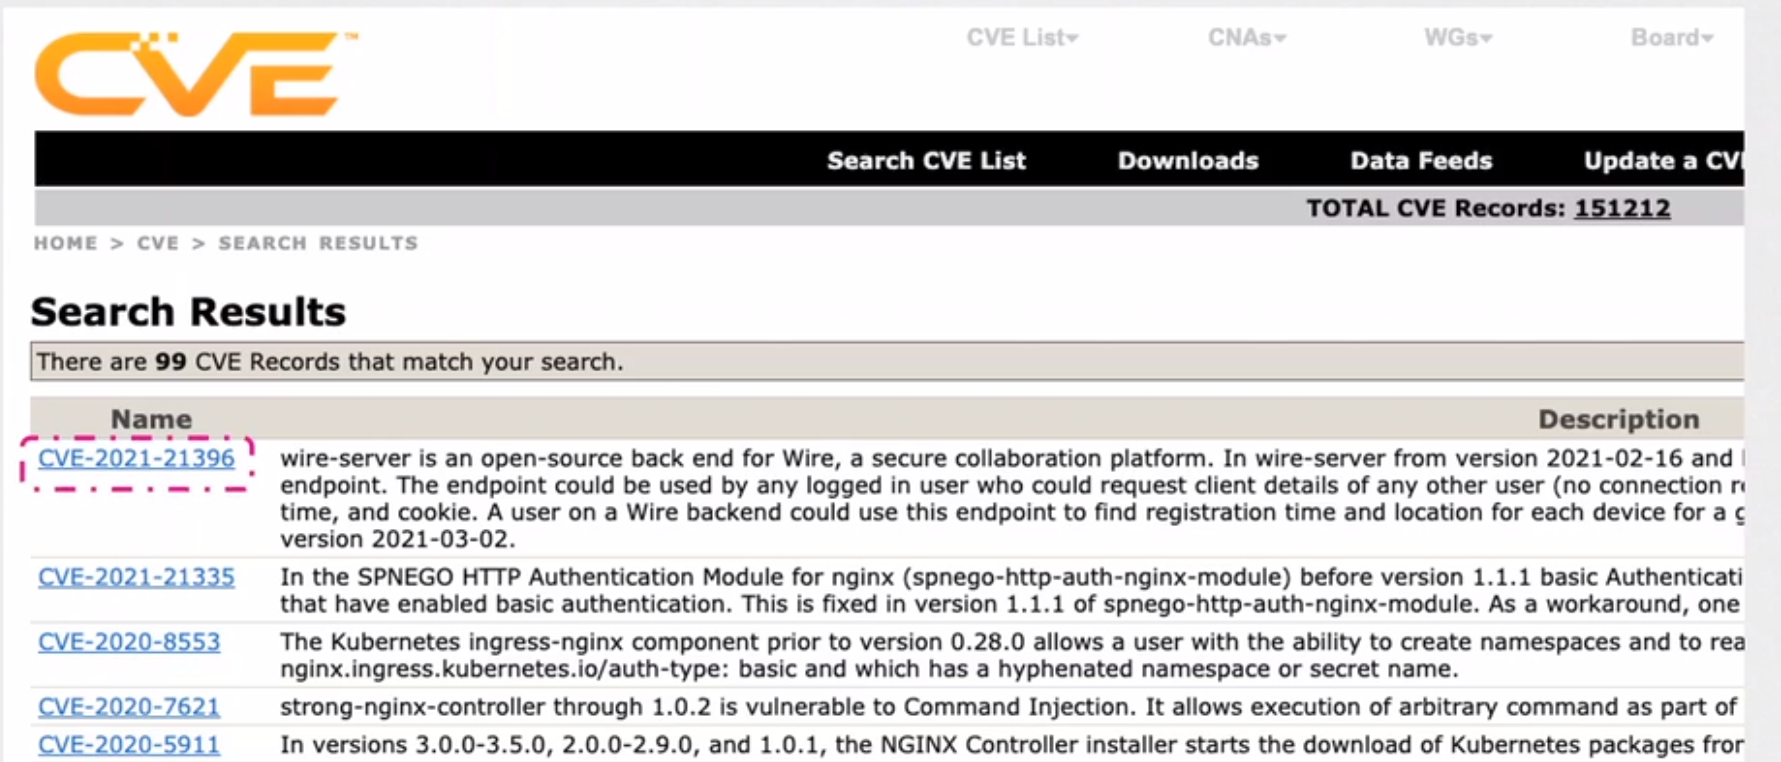 CVE™
CVE List▾ CNAs▾ WGs▾ Board▾
Search CVE List Downloads Data Feeds Update a CV
TOTAL CVE Records: 151212
HOME > CVE > SEARCH RESULTS
Search Results
There are 99 CVE Records that match your search.
Name Description
CVE-2021-21396 wire-server is an open-source back end for Wire, a secure collaboration platform. In wire-server from version 2021-02-16 and
endpoint. The endpoint could be used by any logged in user who could request client details of any other user (no connection r
time, and cookie. A user on a Wire backend could use this endpoint to find registration time and location for each device for a
version 2021-03-02.
CVE-2021-21335 In the SPNEGO HTTP Authentication Module for nginx (spnego-http-auth-nginx-module) before version 1.1.1 basic Authenticati
that have enabled basic authentication. This is fixed in version 1.1.1 of spnego-http-auth-nginx-module. As a workaround, one
CVE-2020-8553 The Kubernetes ingress-nginx component prior to version 0.28.0 allows a user with the ability to create namespaces and to rea
nginx.ingress.kubernetes.io/auth-type: basic and which has a hyphenated namespace or secret name.
CVE-2020-7621 strong-nginx-controller through 1.0.2 is vulnerable to Command Injection. It allows execution of arbitrary command as part of
CVE-2020-5911 In versions 3.0.0-3.5.0, 2.0.0-2.9.0, and 1.0.1, the NGINX Controller installer starts the download of Kubernetes packages fro